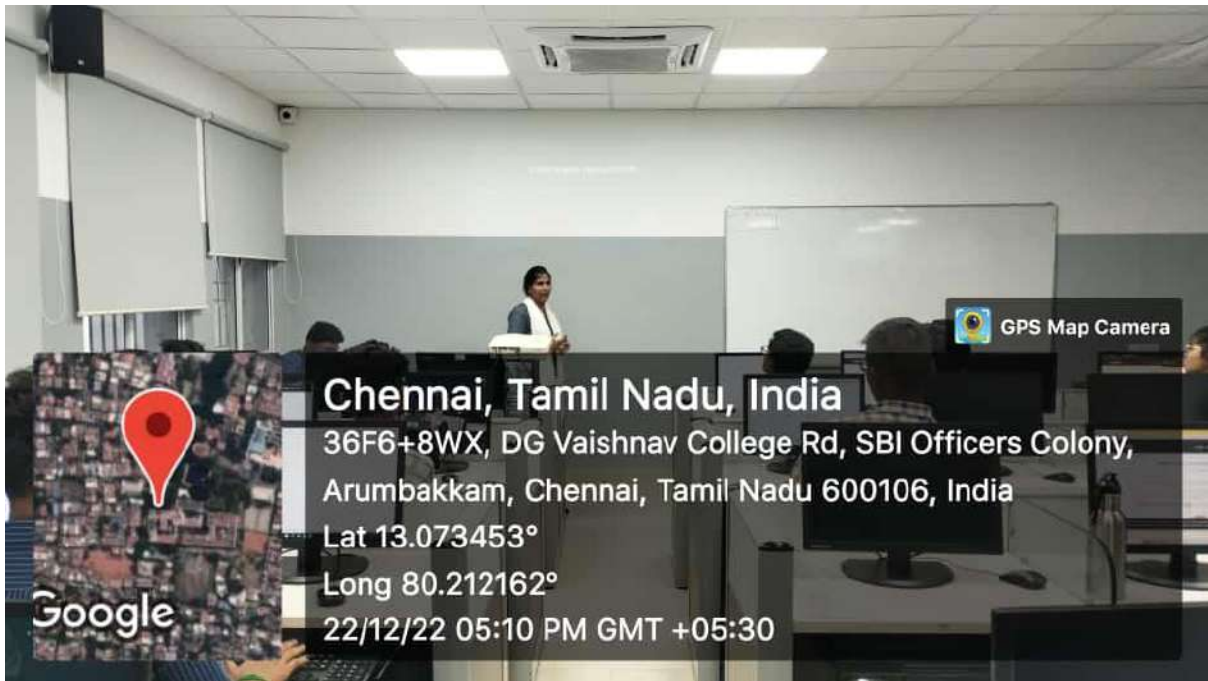 GPS Map Camera
Chennai, Tamil Nadu, India
36F6+8WX, DG Vaishnav College Rd, SBI Officers Colony,
Arumbakkam, Chennai, Tamil Nadu 600106, India
Lat 13.073453°
Long 80.212162°
22/12/22 05:10 PM GMT +05:30
Google